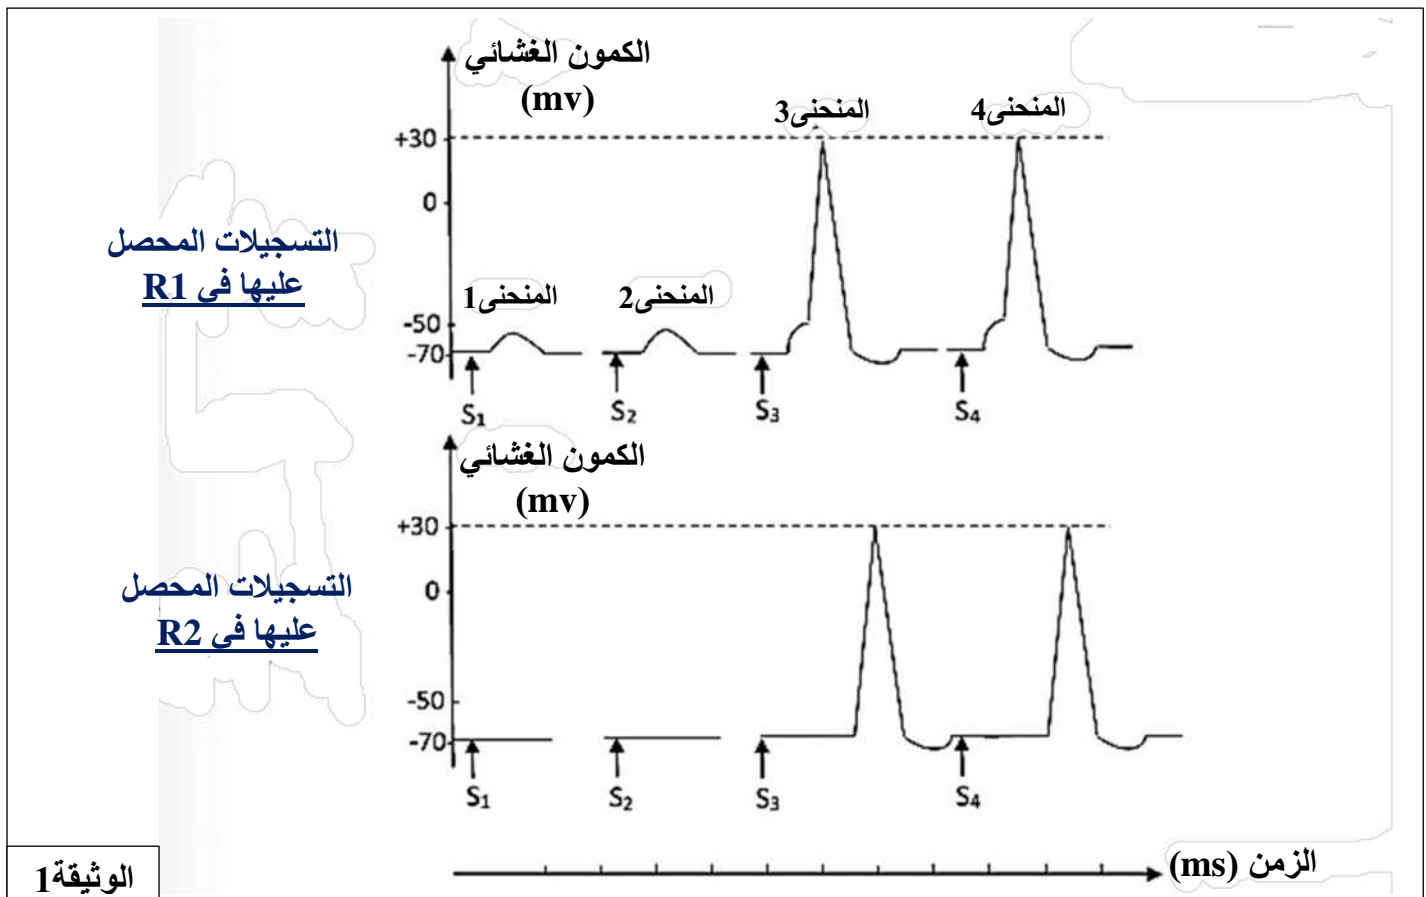 الكمون الغشائي
(mv)
المنحنى3
المنحنى4
+30
0
التسجيلات المحصل
عليها في R1
المنحنى1
المنحنى2
-50
-70
S1
S2
S3
S4
الكمون الغشائي
(mv)
+30
0
التسجيلات المحصل
عليها في R2
-50
-70
S1
S2
S3
S4
الزمن (ms)
الوثيقة1